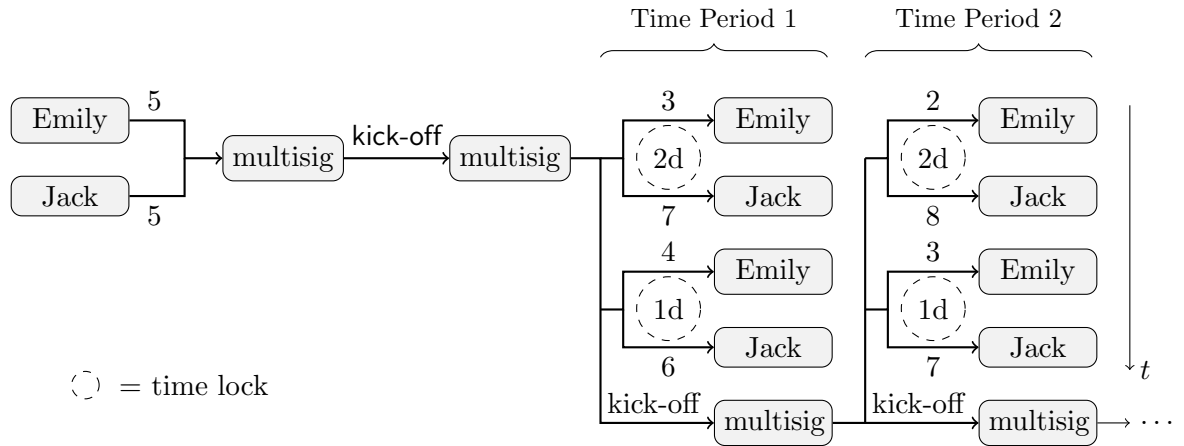 Time Period 1
Time Period 2
5
3
2
Emily
Emily
Emily
kick-off
multisig
multisig
2d
2d
Jack
Jack
Jack
5
7
8
4
3
Emily
Emily
1d
1d
Jack
Jack
6
7
t
= time lock
kick-off
kick-off
multisig
multisig
···